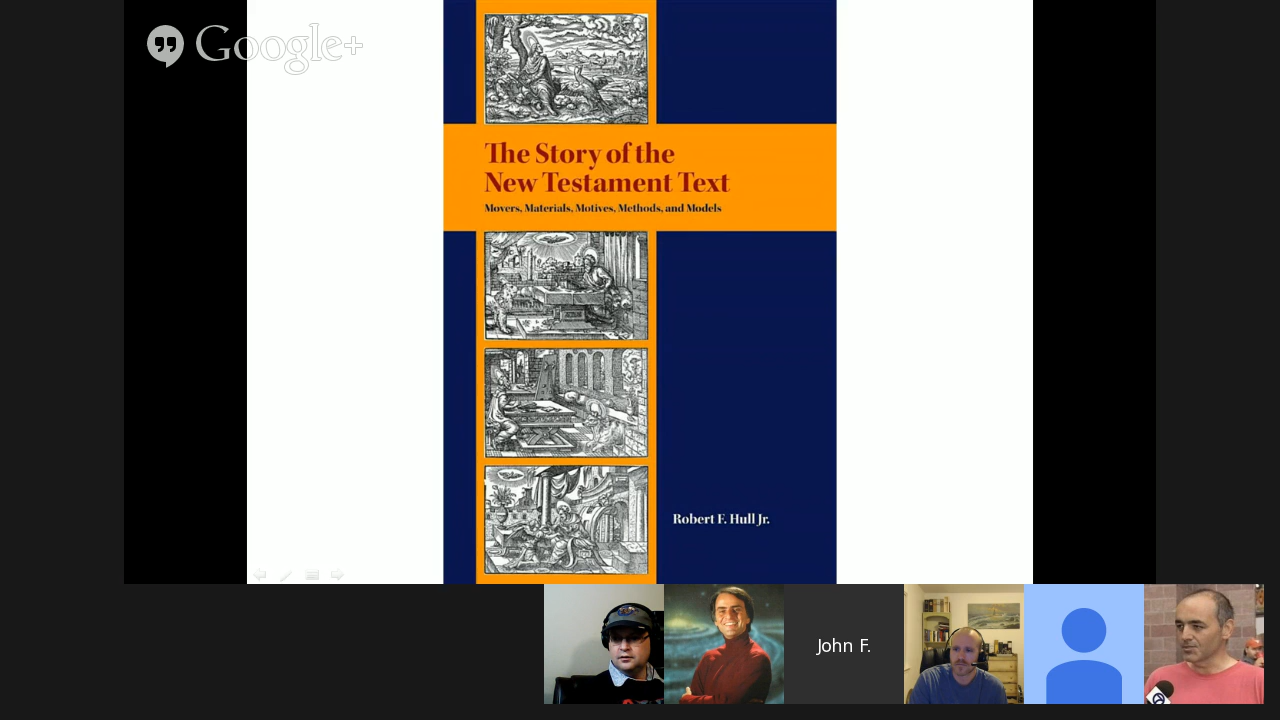 Google+
The Story of the
New Testament Text
Movers, Materials, Motives, Methods, and Models
Robert F. Hull Jr.
John F.